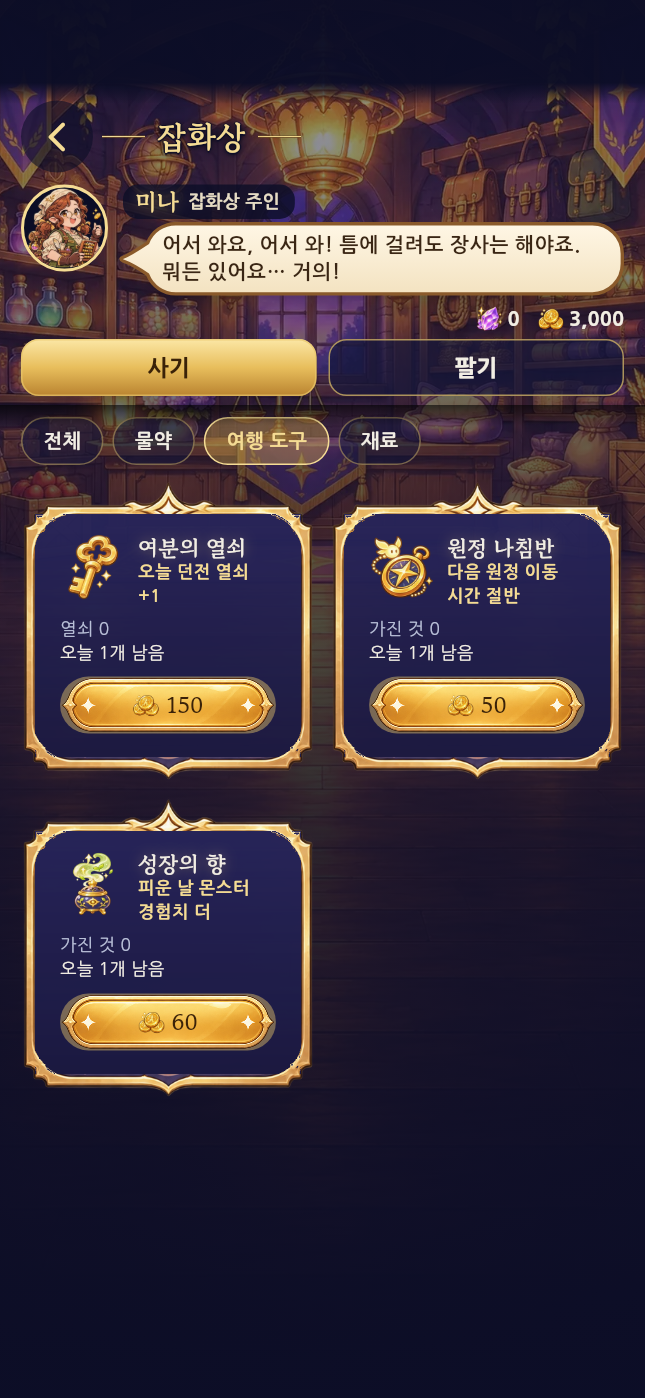 잡화상
미나 잡화상 주인
어서 와요, 어서 와! 틈에 걸려도 장사는 해야죠.
뭐든 있어요… 거의!
0 3,000
사기 팔기
전체 물약 여행 도구 재료
여분의 열쇠
오늘 던전 열쇠
+1
열쇠 0
오늘 1개 남음
150
원정 나침반
다음 원정 이동
시간 절반
가진 것 0
오늘 1개 남음
50
성장의 향
피운 날 몬스터
경험치 더
가진 것 0
오늘 1개 남음
60